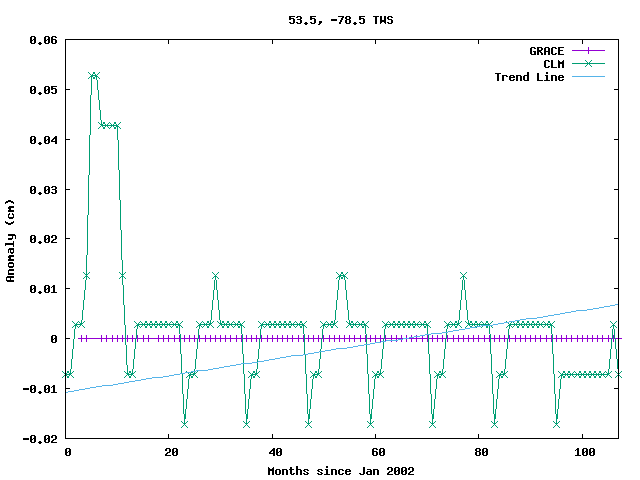 53.5, -78.5 TWS
GRACE
CLM
Trend Line
0.06
0.05
0.04
0.03
0.02
0.01
0
-0.01
-0.02
Anomaly (cm)
0 20 40 60 80 100
Months since Jan 2002